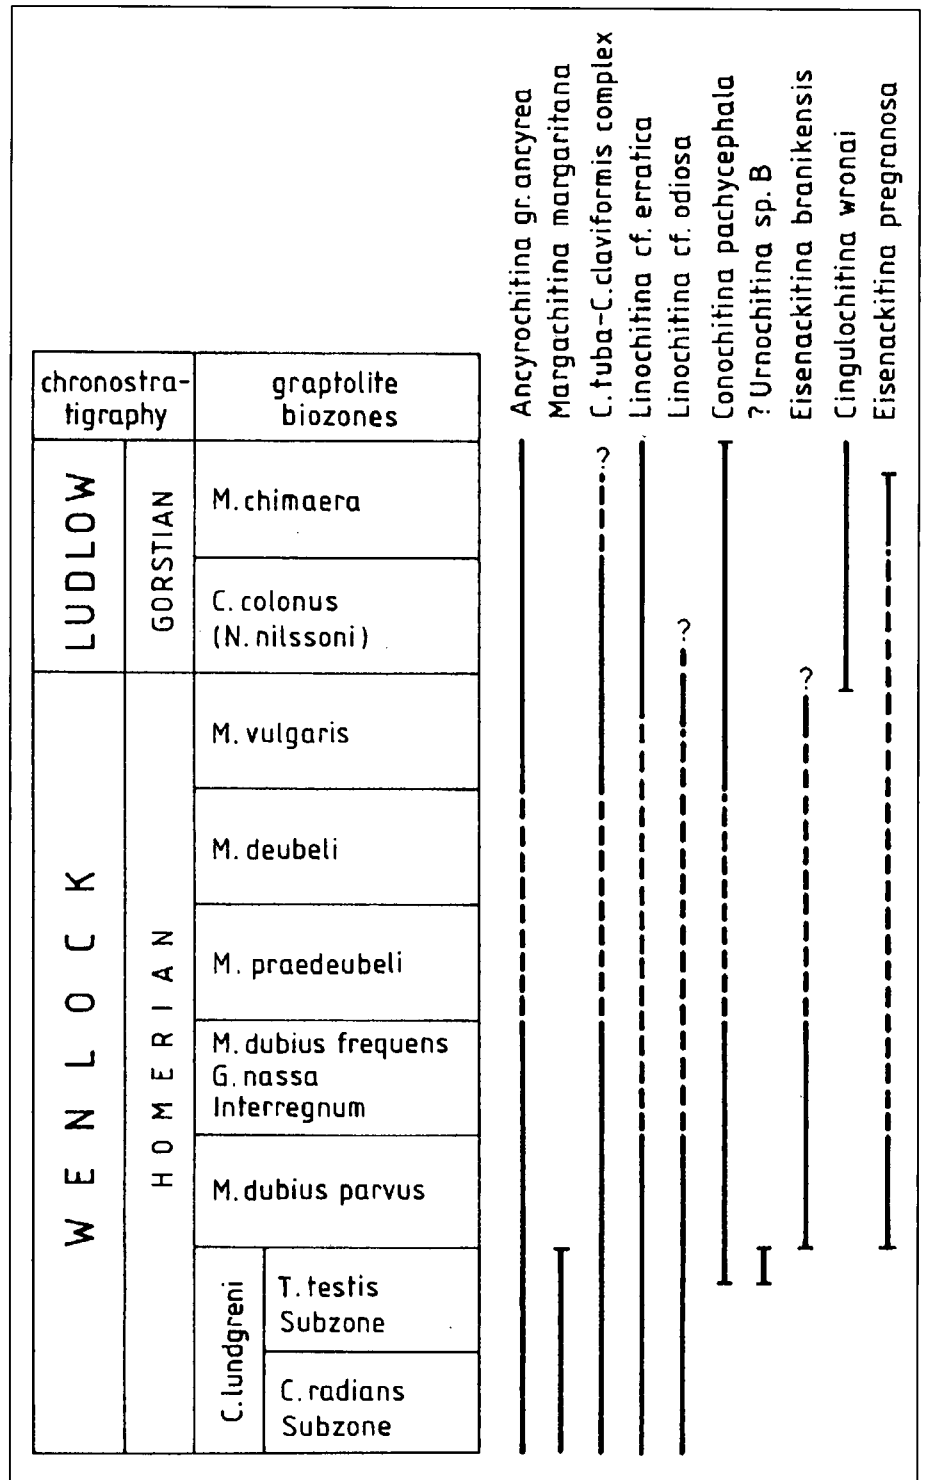 Ancyrochitina gr. ancyrea
Margachitina margaritana
C. tuba-C. claviformis complex
Linochitina cf. erratica
Linochitina cf. odiosa
Conochitina pachycephala
? Urnochitina sp. B
Eisenackitina branikensis
Cingulochitina wronai
Eisenackitina pregranosa
chronostra-
tigraphy
graptolite
biozones
LUDLOW
GORSTIAN
M. chimaera
C. colonus
(N. nilssoni)
WENLOCK
HOMERIAN
M. vulgaris
M. deubeli
M. praedeubeli
M. dubius frequens
G. nassa
Interregnum
M. dubius parvus
C. lundgreni
T. testis
Subzone
C. radians
Subzone
?
?
?